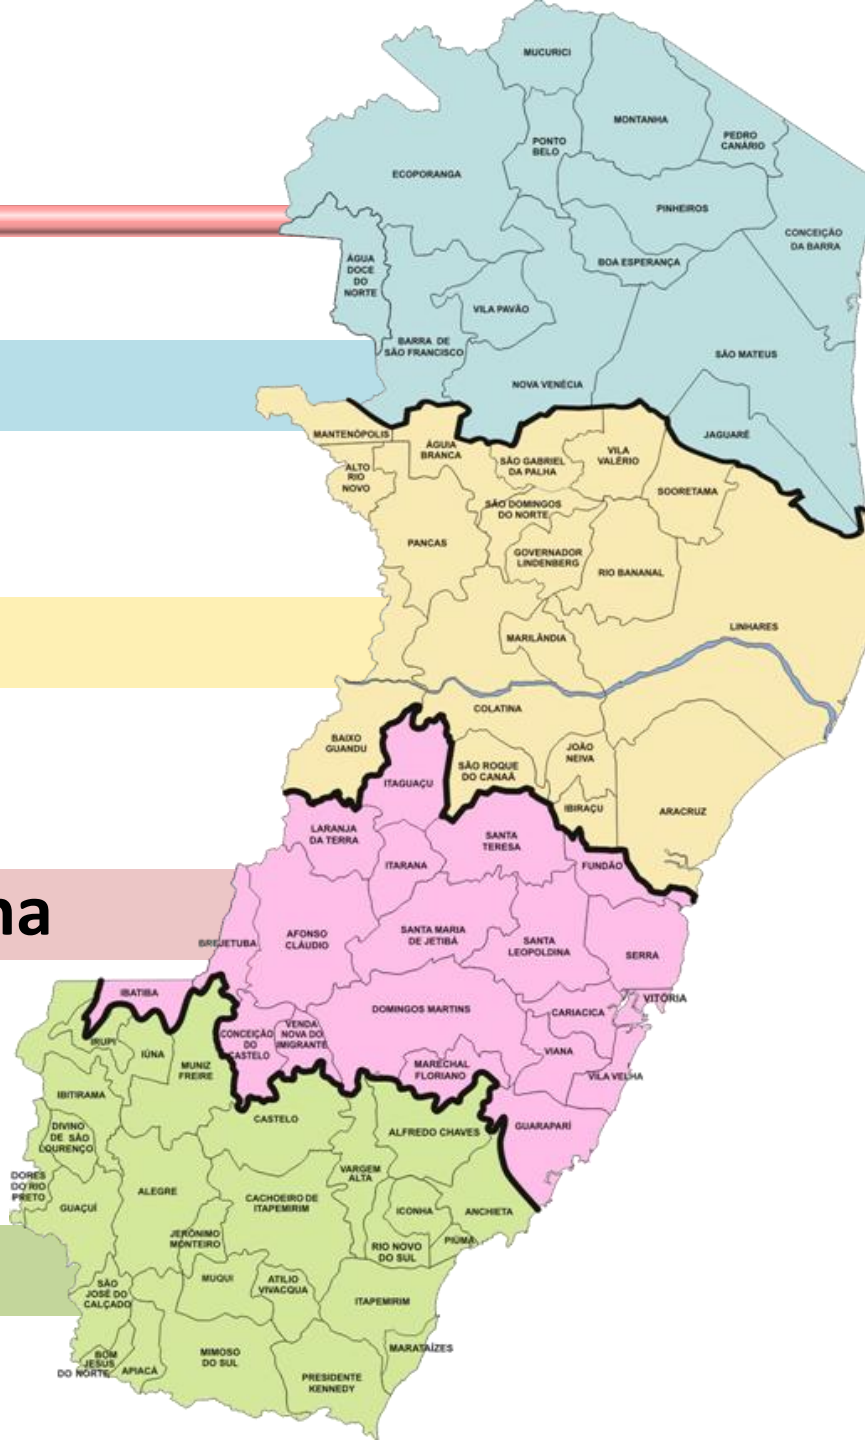 MUCURICI
MONTANHA
PEDRO
CANÁRIO
PONTO
BELO
ECOPORANGA
PINHEIROS
CONCEIÇÃO
DA BARRA
ÁGUA
DOCE
DO
NORTE
BOA ESPERANÇA
VILA PAVÃO
BARRA DE
SÃO FRANCISCO
SÃO MATEUS
NOVA VENÉCIA
JAGUARÉ
MANTENÓPOLIS
ÁGUIA
BRANCA
VILA
VALÉRIO
SÃO GABRIEL
DA PALHA
ALTO
RIO
NOVO
SOORETAMA
SÃO DOMINGOS
DO NORTE
PANCAS
GOVERNADOR
LINDENBERG
RIO BANANAL
LINHARES
MARILÂNDIA
COLATINA
BAIXO
GUANDU
JOÃO
NEIVA
SÃO ROQUE
DO CANAÃ
ITAGUAÇU
IBIRAÇU
ARACRUZ
LARANJA
DA TERRA
SANTA
TERESA
ITARANA
FUNDÃO
na
AFONSO
CLÁUDIO
SANTA MARIA
DE JETIBÁ
BREJETUBA
SANTA
LEOPOLDINA
SERRA
IBATIBA
VITÓRIA
DOMINGOS MARTINS
CARIACICA
CONCEIÇÃO
DO
CASTELO
VENDA
NOVA DO
IMIGRANTE
IRUPI
IÚNA
VIANA
MUNIZ
FREIRE
MARECHAL
FLORIANO
VILA VELHA
IBITIRAMA
CASTELO
GUARAPARÍ
DIVINO
DE SÃO
LOURENÇO
ALFREDO CHAVES
DORES
DO RIO
PRETO
VARGEM
ALTA
ALEGRE
CACHOEIRO DE
ITAPEMIRIM
GUAÇUÍ
ICONHA
ANCHIETA
JERÔNIMO
MONTEIRO
PIÚMA
RIO NOVO
DO SUL
MUQUI
ATILIO
VIVACQUA
SÃO
JOSÉ DO
CALÇADO
ITAPEMIRIM
MARATAÍZES
MIMOSO
DO SUL
BOM
JESUS
DO NORTE
APIACÁ
PRESIDENTE
KENNEDY